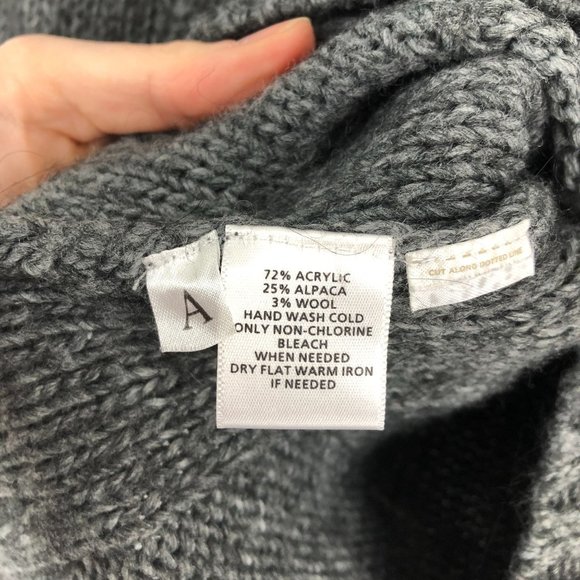 A
72% ACRYLIC
25% ALPACA
3% WOOL
HAND WASH COLD
ONLY NON-CHLORINE
BLEACH
WHEN NEEDED
DRY FLAT WARM IRON
IF NEEDED
CUT ALONG DOTTED LINE